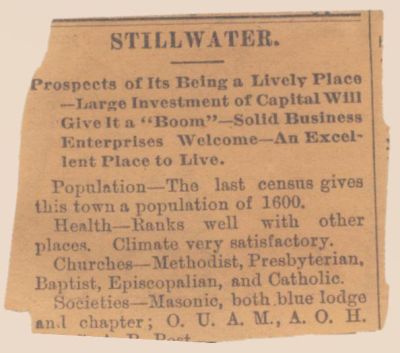 STILLWATER.
Prospects of Its Being a Lively Place
—Large Investment of Capital Will
Give It a "Boom"—Solid Business
Enterprises Welcome—An Excel-
lent Place to Live.
Population—The last census gives
this town a population of 1600.
Health—Ranks well with other
places. Climate very satisfactory.
Churches—Methodist, Presbyterian,
Baptist, Episcopalian, and Catholic.
Societies—Masonic, both blue lodge
and chapter; O. U. A. M., A. O. H.